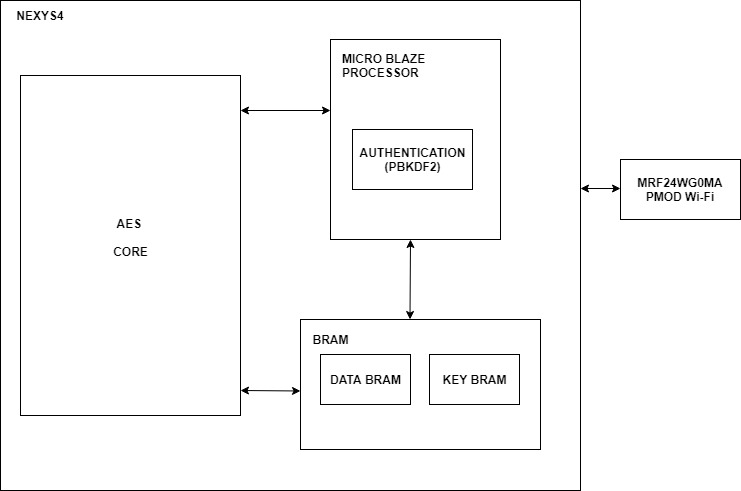 NEXYS4
MICRO BLAZE
PROCESSOR
AUTHENTICATION
(PBKDF2)
MRF24WG0MA
PMOD Wi-Fi
AES
CORE
BRAM
DATA BRAM
KEY BRAM